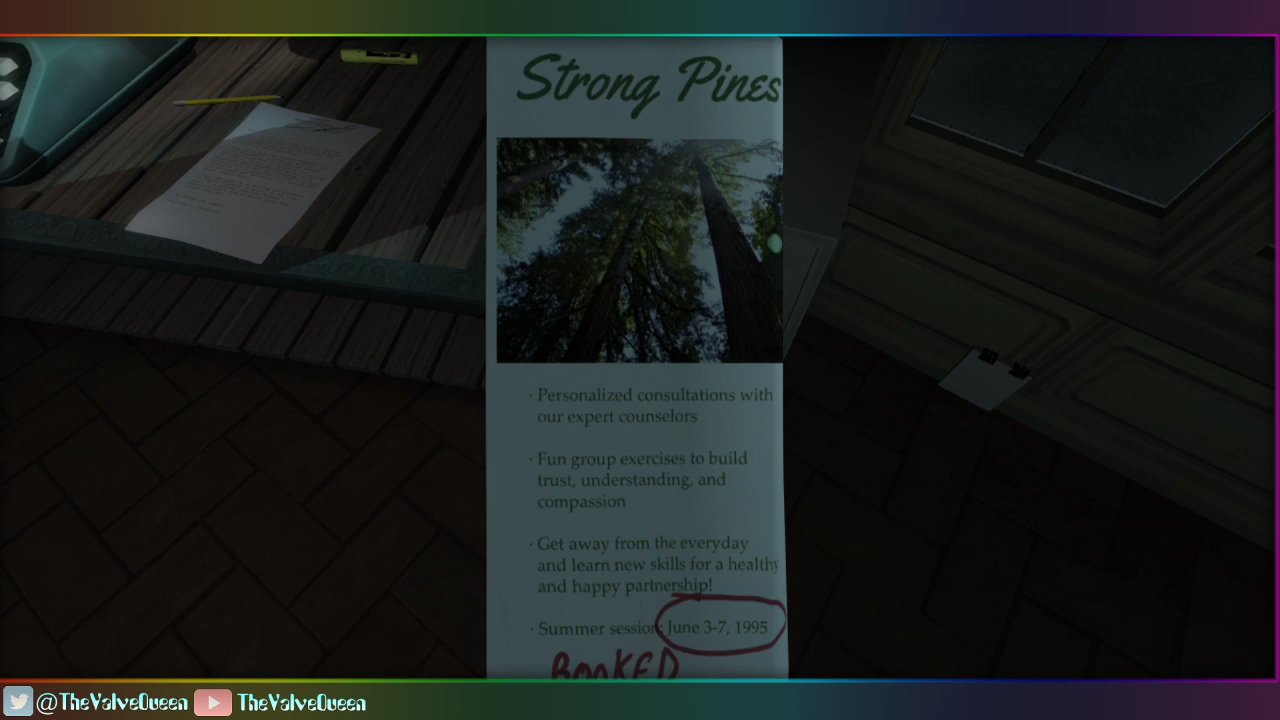 Strong Pines
· Personalized consultations with
our expert counselors
· Fun group exercises to build
trust, understanding, and
compassion
· Get away from the everyday
and learn new skills for a healthy
and happy partnership!
· Summer session: June 3-7, 1995
BOOKED
@TheValveQueen TheValveQueen